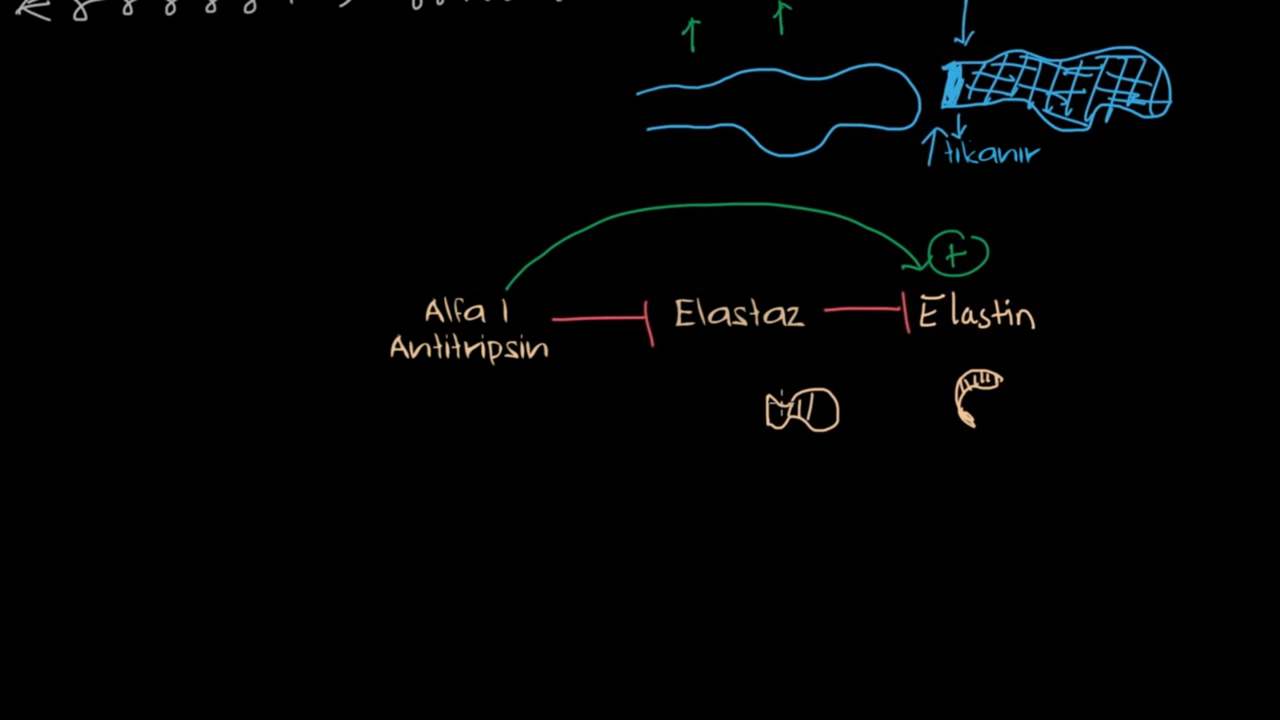 tıkanır
+
Alfa 1 Elastaz Elastin
Antitripsin